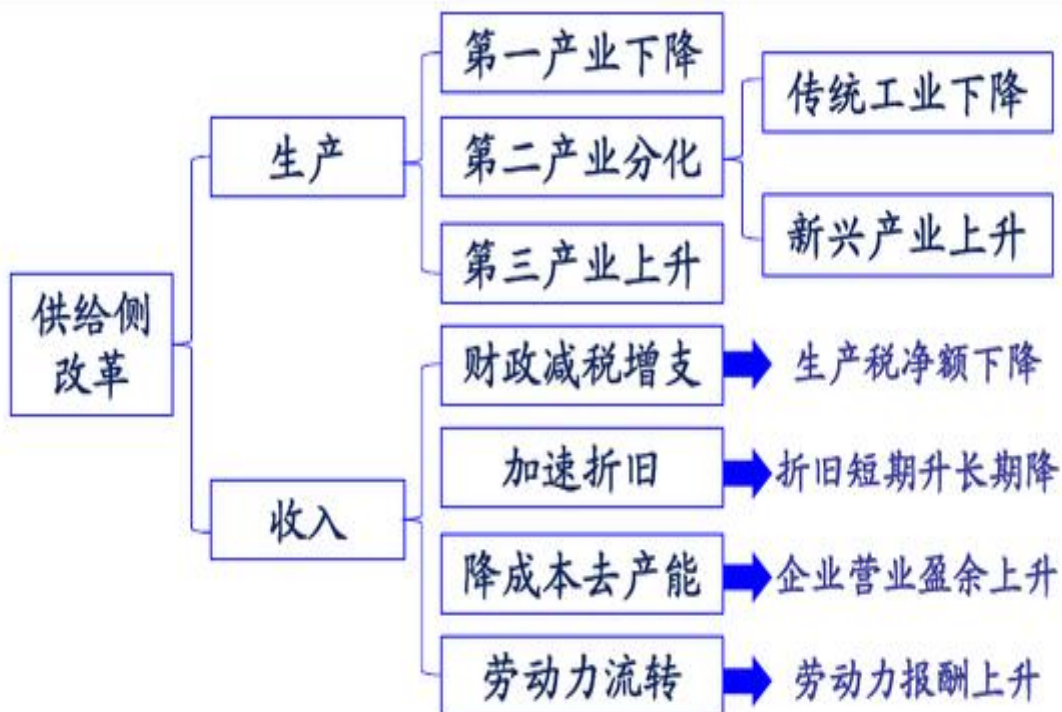 供给侧
改革
生产
第一产业下降
第二产业分化
传统工业下降
新兴产业上升
第三产业上升
收入
财政减税增支
生产税净额下降
加速折旧
折旧短期升长期降
降成本去产能
企业营业盈余上升
劳动力流转
劳动力报酬上升